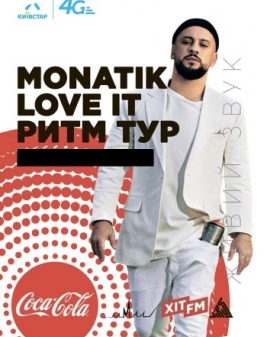 КИЇВСТАР
4G
MONATIK
LOVE IT
РИТМ ТУР
ЖИВИЙ ЗВУК
Coca-Cola
ХІТ FM